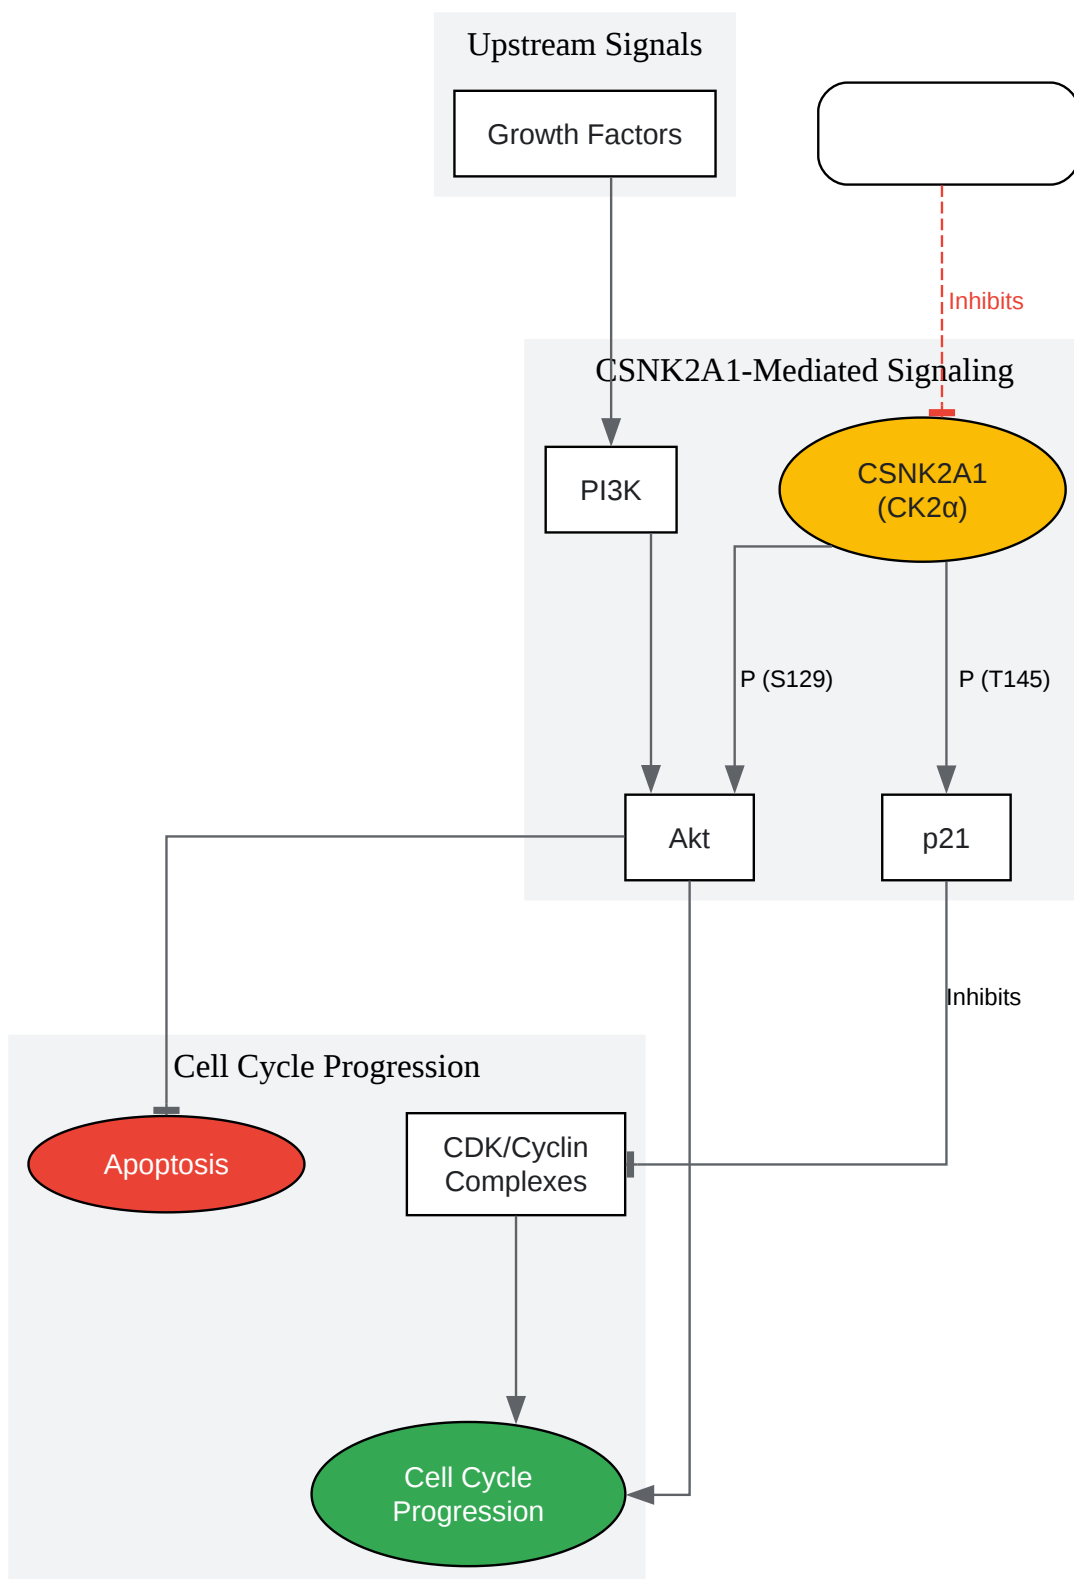 Upstream Signals
Growth Factors
Inhibits
CSNK2A1-Mediated Signaling
PI3K
CSNK2A1
(CK2α)
P (S129)
P (T145)
Akt
p21
Inhibits
Cell Cycle Progression
Apoptosis
CDK/Cyclin
Complexes
Cell Cycle
Progression